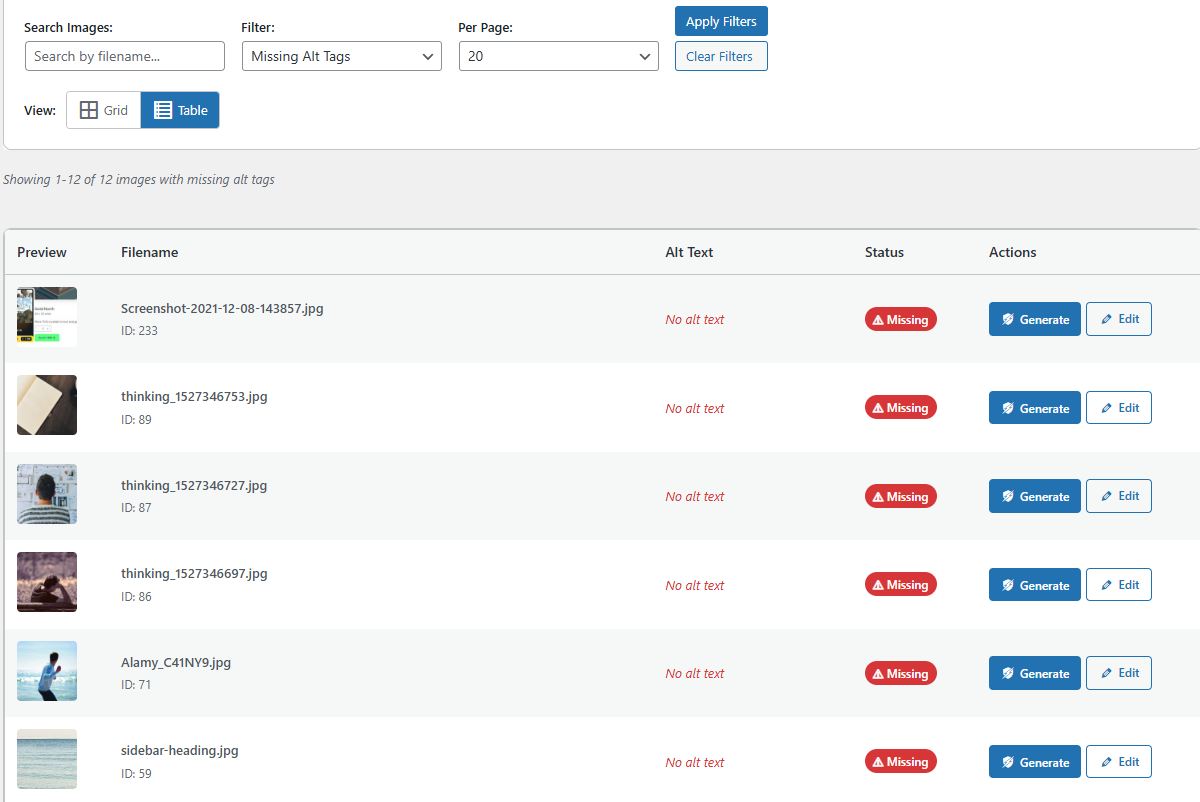 Search Images:
Filter:
Per Page:
Apply Filters
Search by filename...
Missing Alt Tags
20
Clear Filters
View:
Grid
Table
Showing 1-12 of 12 images with missing alt tags
Preview
Filename
Alt Text
Status
Actions
Screenshot-2021-12-08-143857.jpg
ID: 233
No alt text
Missing
Generate
Edit
thinking_1527346753.jpg
ID: 89
No alt text
Missing
Generate
Edit
thinking_1527346727.jpg
ID: 87
No alt text
Missing
Generate
Edit
thinking_1527346697.jpg
ID: 86
No alt text
Missing
Generate
Edit
Alamy_C41NY9.jpg
ID: 71
No alt text
Missing
Generate
Edit
sidebar-heading.jpg
ID: 59
No alt text
Missing
Generate
Edit